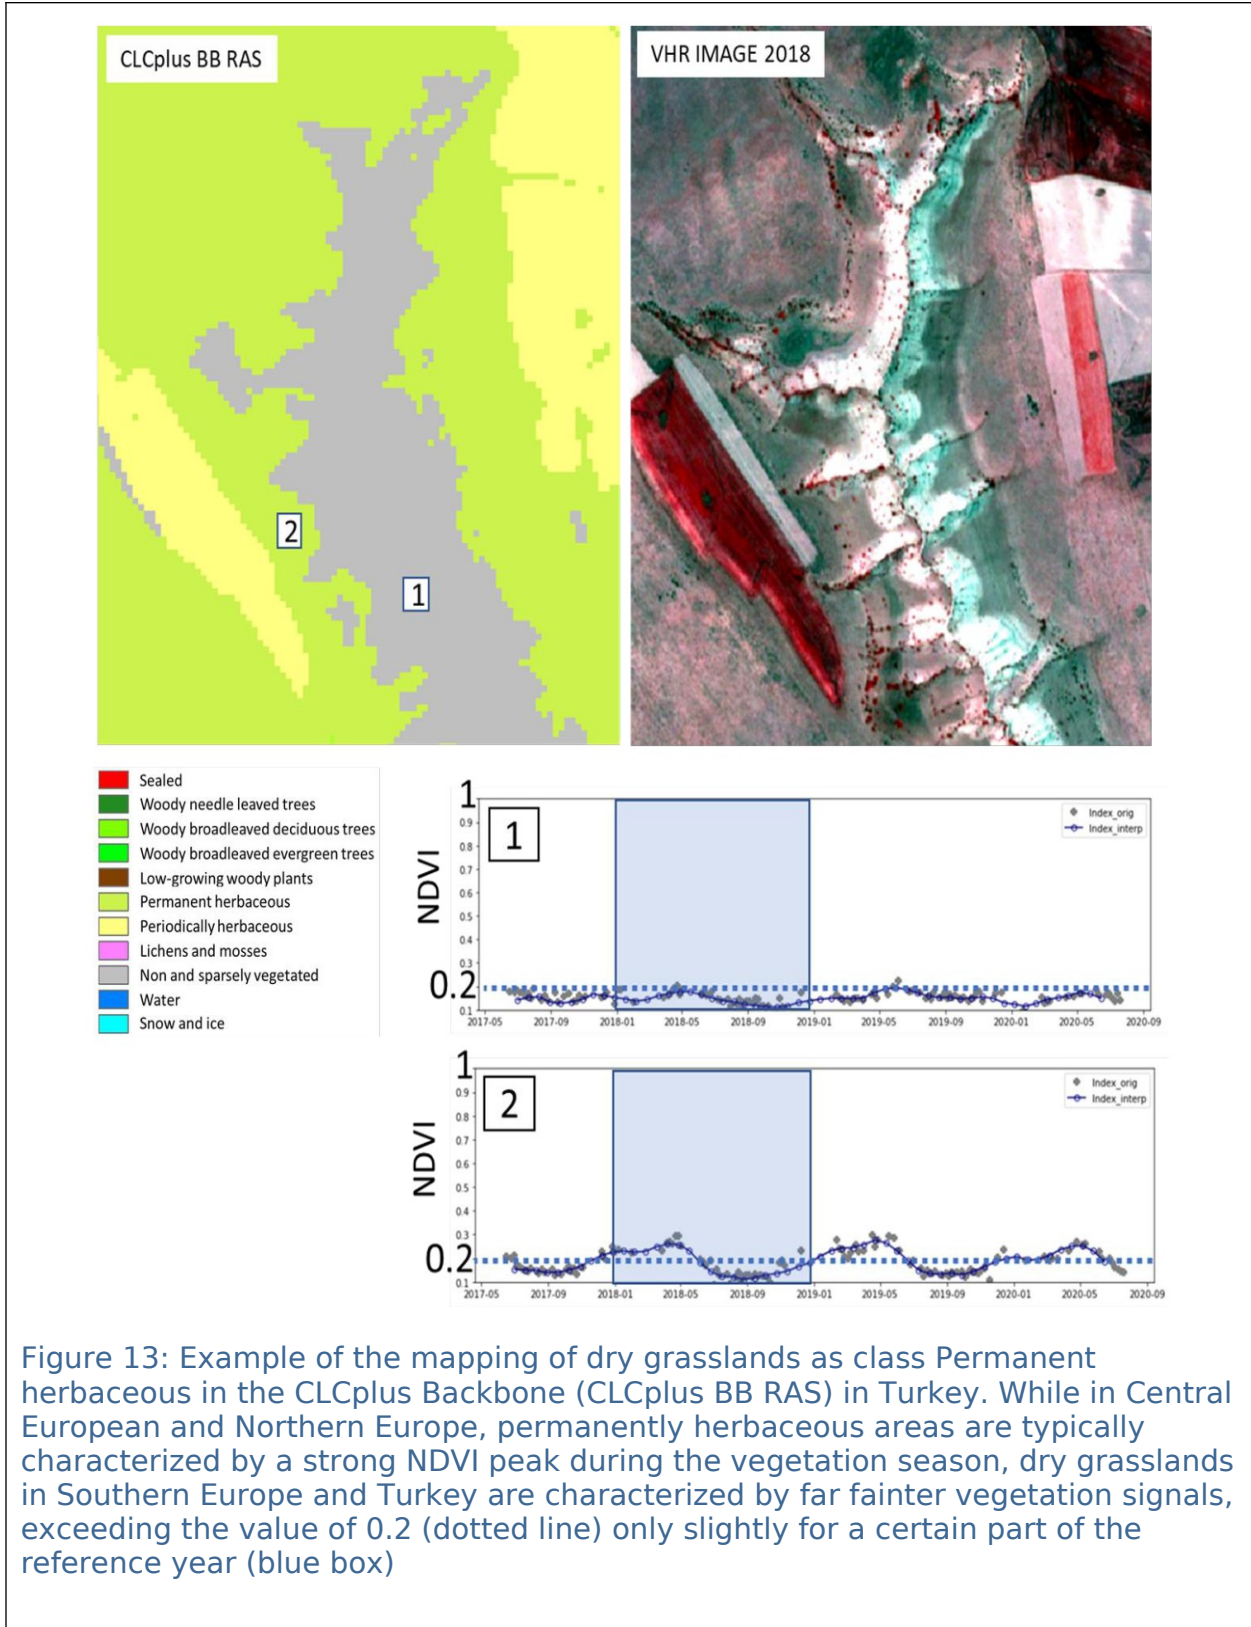 CLCplus BB RAS
VHR IMAGE 2018
2
1
Sealed
Woody needle leaved trees
Woody broadleaved deciduous trees
Woody broadleaved evergreen trees
Low-growing woody plants
Permanent herbaceous
Periodically herbaceous
Lichens and mosses
Non and sparsely vegetated
Water
Snow and ice
1
NDVI
1
0.9
0.8
0.7
0.6
0.5
0.4
0.3
0.2
0.1
Index_orig
Index_interp
2017-05 2017-09 2018-01 2018-05 2018-09 2019-01 2019-05 2019-09 2020-01 2020-05 2020-09
2
NDVI
1
0.9
0.8
0.7
0.6
0.5
0.4
0.3
0.2
0.1
Index_orig
Index_interp
2017-05 2017-09 2018-01 2018-05 2018-09 2019-01 2019-05 2019-09 2020-01 2020-05 2020-09
Figure 13: Example of the mapping of dry grasslands as class Permanent
herbaceous in the CLCplus Backbone (CLCplus BB RAS) in Turkey. While in Central
European and Northern Europe, permanently herbaceous areas are typically
characterized by a strong NDVI peak during the vegetation season, dry grasslands
in Southern Europe and Turkey are characterized by far fainter vegetation signals,
exceeding the value of 0.2 (dotted line) only slightly for a certain part of the
reference year (blue box)